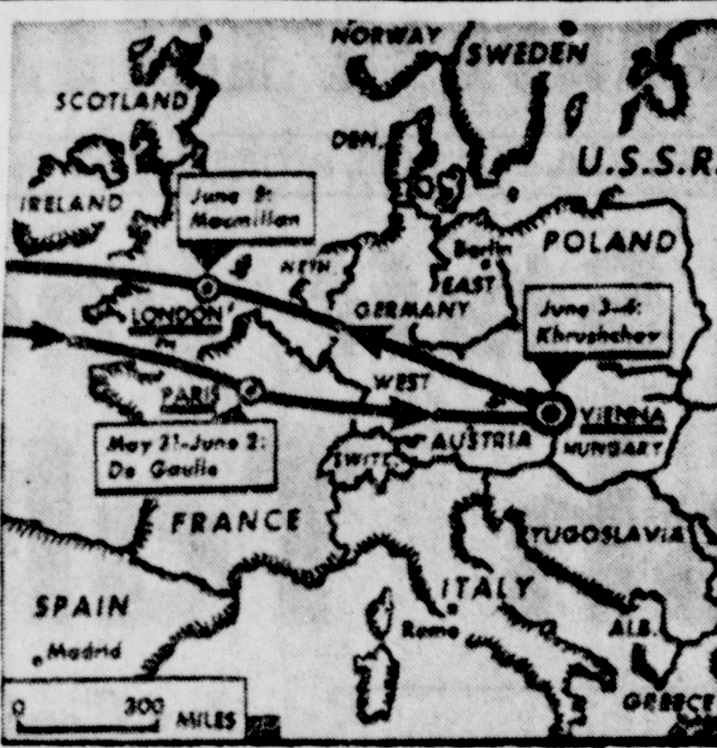 NORWAY
SWEDEN
SCOTLAND
DEN.
U.S.S.R.
IRELAND
Macmillan
NETH.
Berlin
POLAND
EAST
GERMANY
LONDON
June 3-4:
Khrushchev
WEST
PARIS
VIENNA
AUSTRIA
HUNGARY
May 31-June 2:
De Gaulle
SWITZ.
FRANCE
YUGOSLAVIA
ITALY
SPAIN
Rome
ALB.
Madrid
GREECE
0 300 MILES